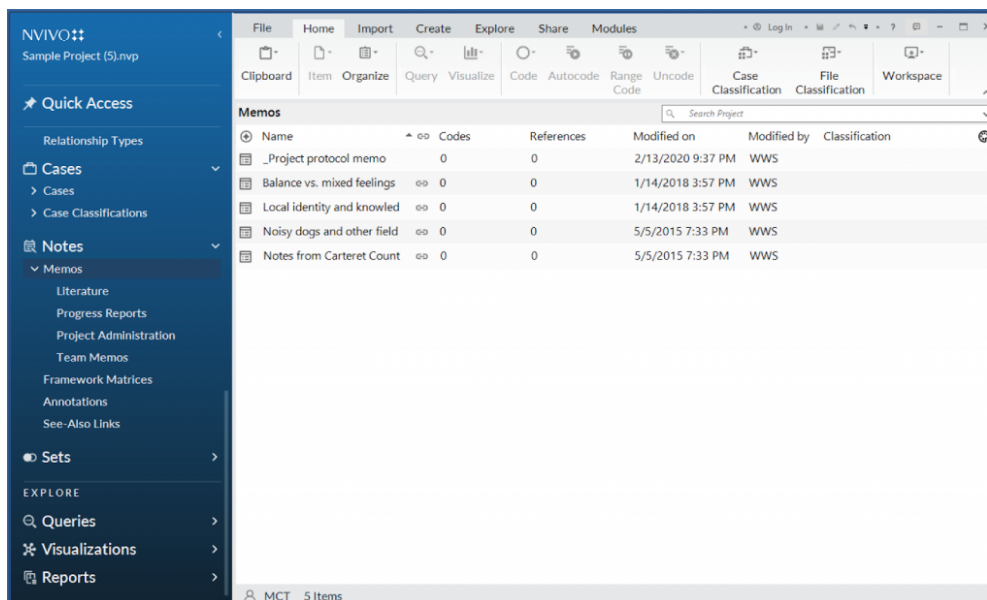 NVIVO
Sample Project (5).nvp
Quick Access
Relationship Types
Cases
Cases
Case Classifications
Notes
Memos
Literature
Progress Reports
Project Administration
Team Memos
Framework Matrices
Annotations
See-Also Links
Sets
EXPLORE
Queries
Visualizations
Reports
File Home Import Create Explore Share Modules Log In ?
Clipboard Item Organize Query Visualize Code Autocode Range Code Uncode Case Classification File Classification Workspace
Memos Search Project
Name Codes References Modified on Modified by Classification
_Project protocol memo 0 0 2/13/2020 9:37 PM WWS
Balance vs. mixed feelings 0 0 1/14/2018 3:57 PM WWS
Local identity and knowled 0 0 1/14/2018 3:57 PM WWS
Noisy dogs and other field 0 0 5/5/2015 7:33 PM WWS
Notes from Carteret Count 0 0 5/5/2015 7:33 PM WWS
MCT 5 Items